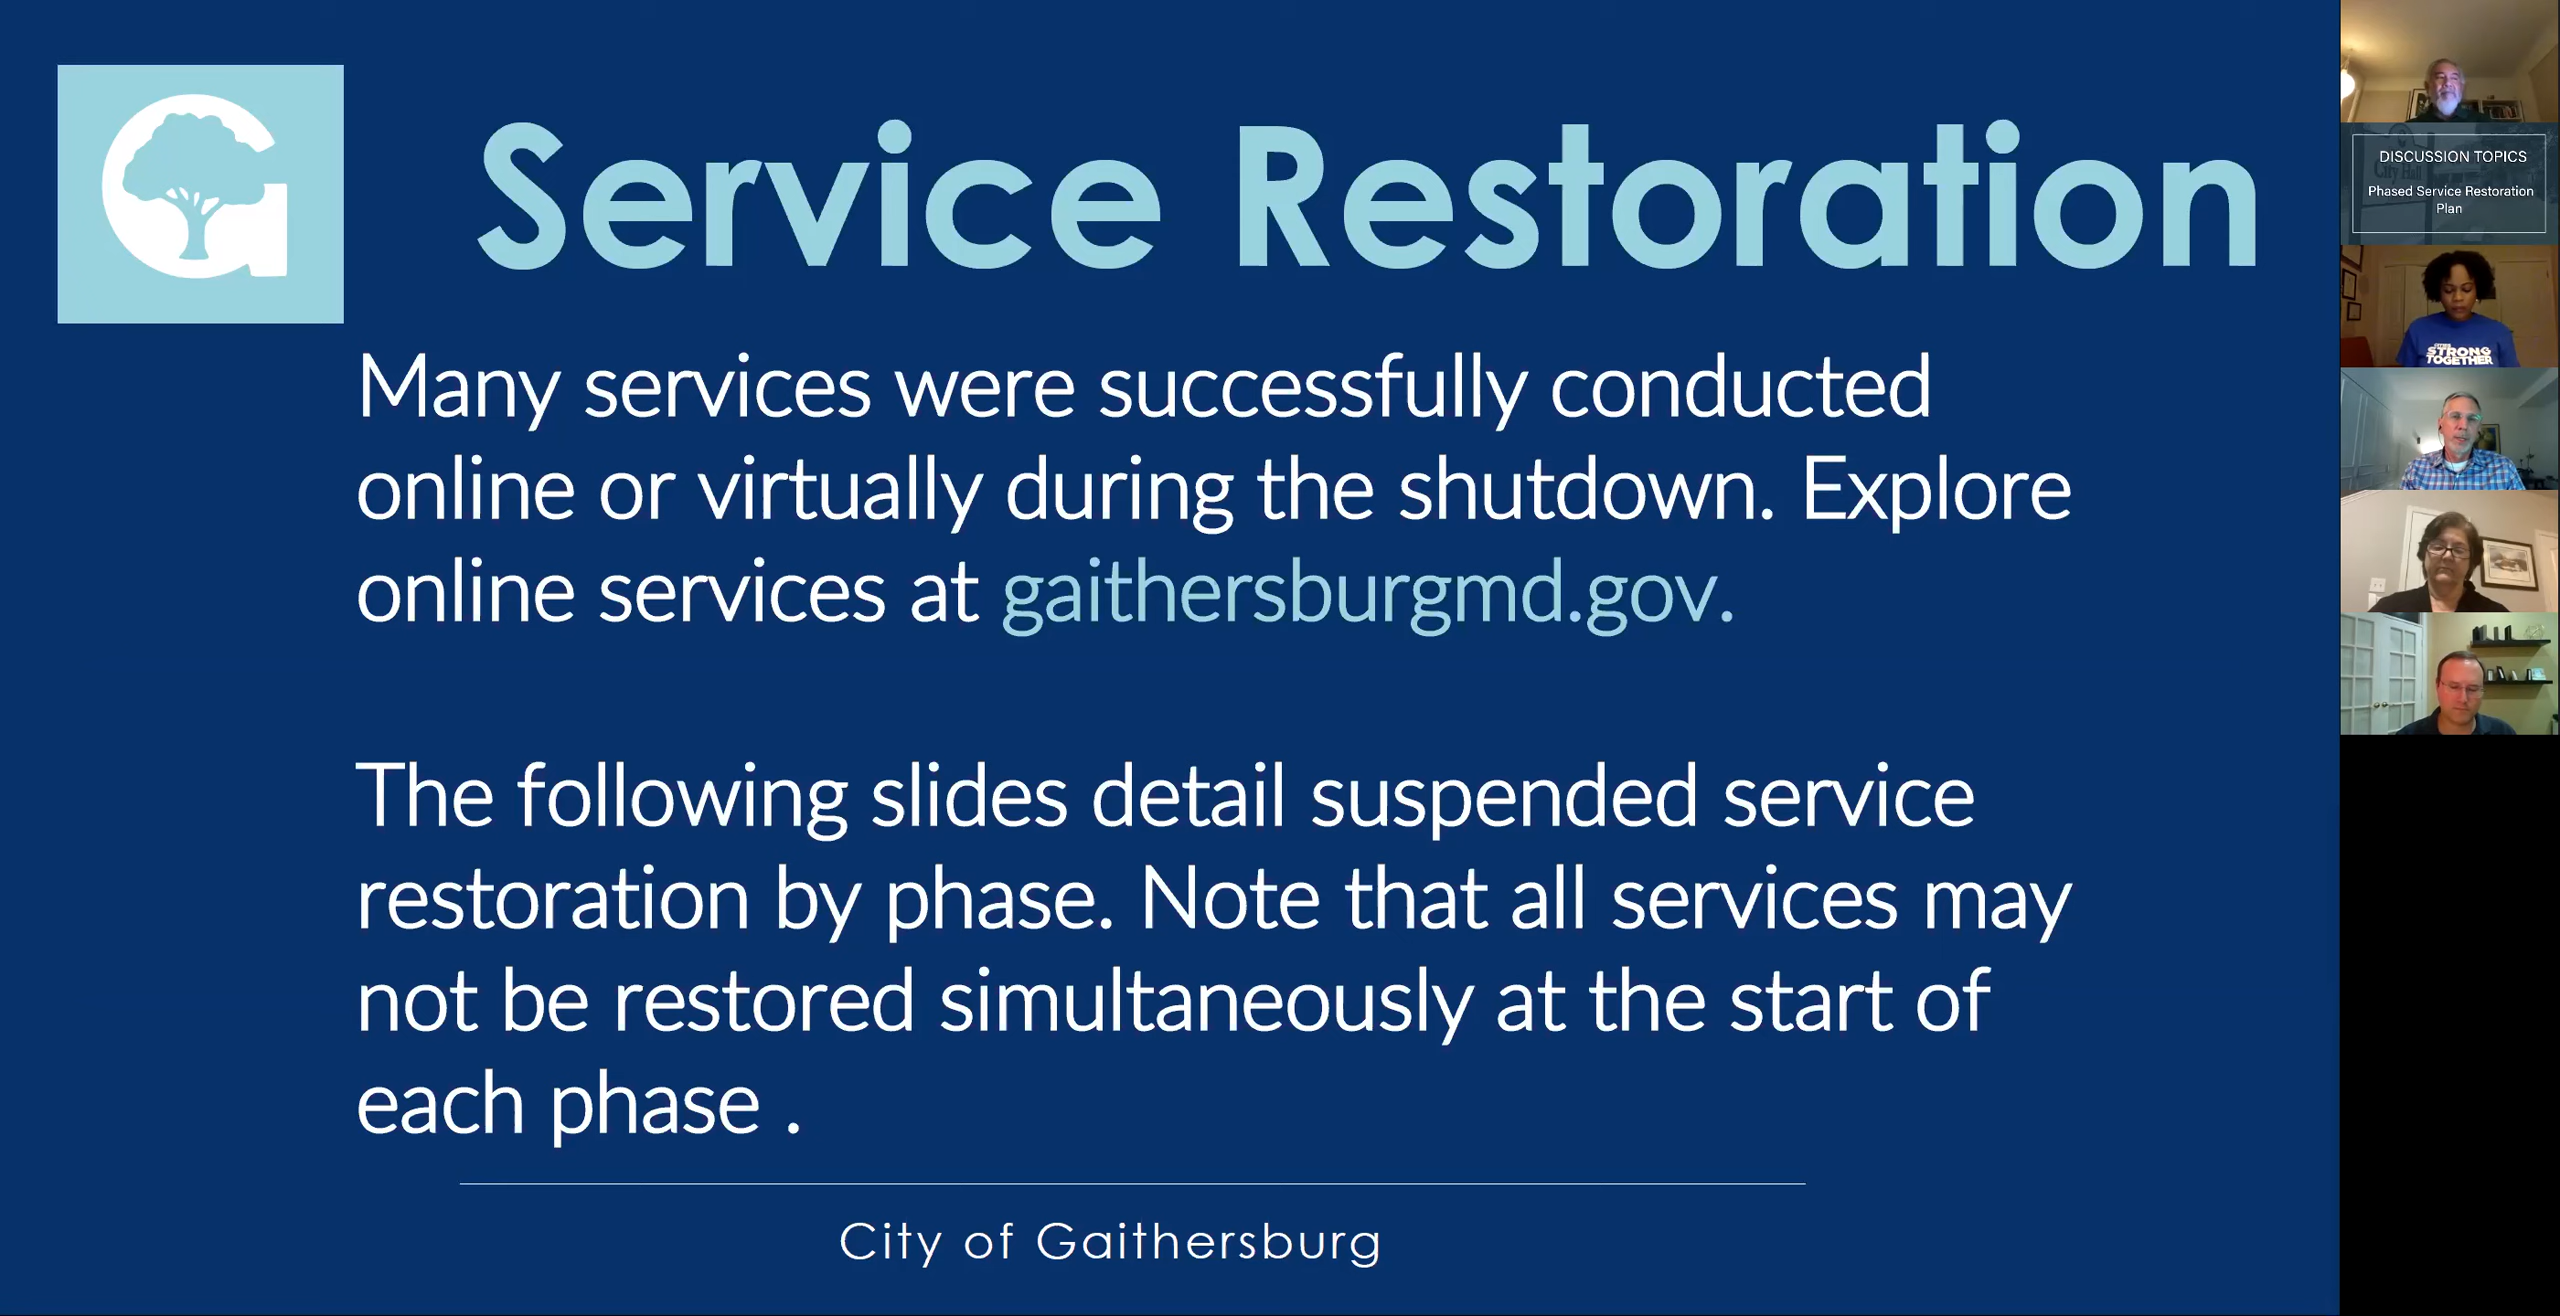 Service Restoration
Many services were successfully conducted
online or virtually during the shutdown. Explore
online services at gaithersburgmd.gov.
The following slides detail suspended service
restoration by phase. Note that all services may
not be restored simultaneously at the start of
each phase .
City of Gaithersburg
DISCUSSION TOPICS
City Hall
Phased Service Restoration
Plan
STRONG
TOGETHER